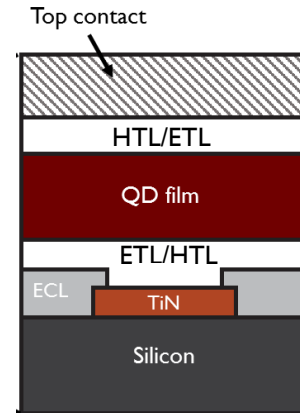 Top contact
HTL/ETL
QD film
ETL/HTL
ECL
TiN
Silicon